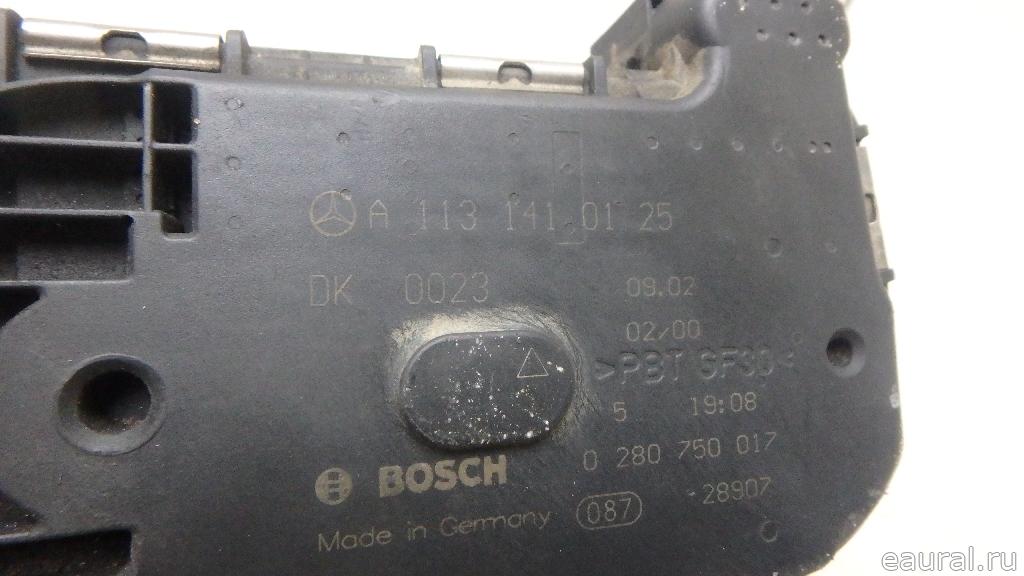 A 113 141 01 25
DK 0023 09.02
02/00
>PBT GF30<
5 19:08
0 280 750 017
BOSCH
28907
Made in Germany 087
eaural.ru